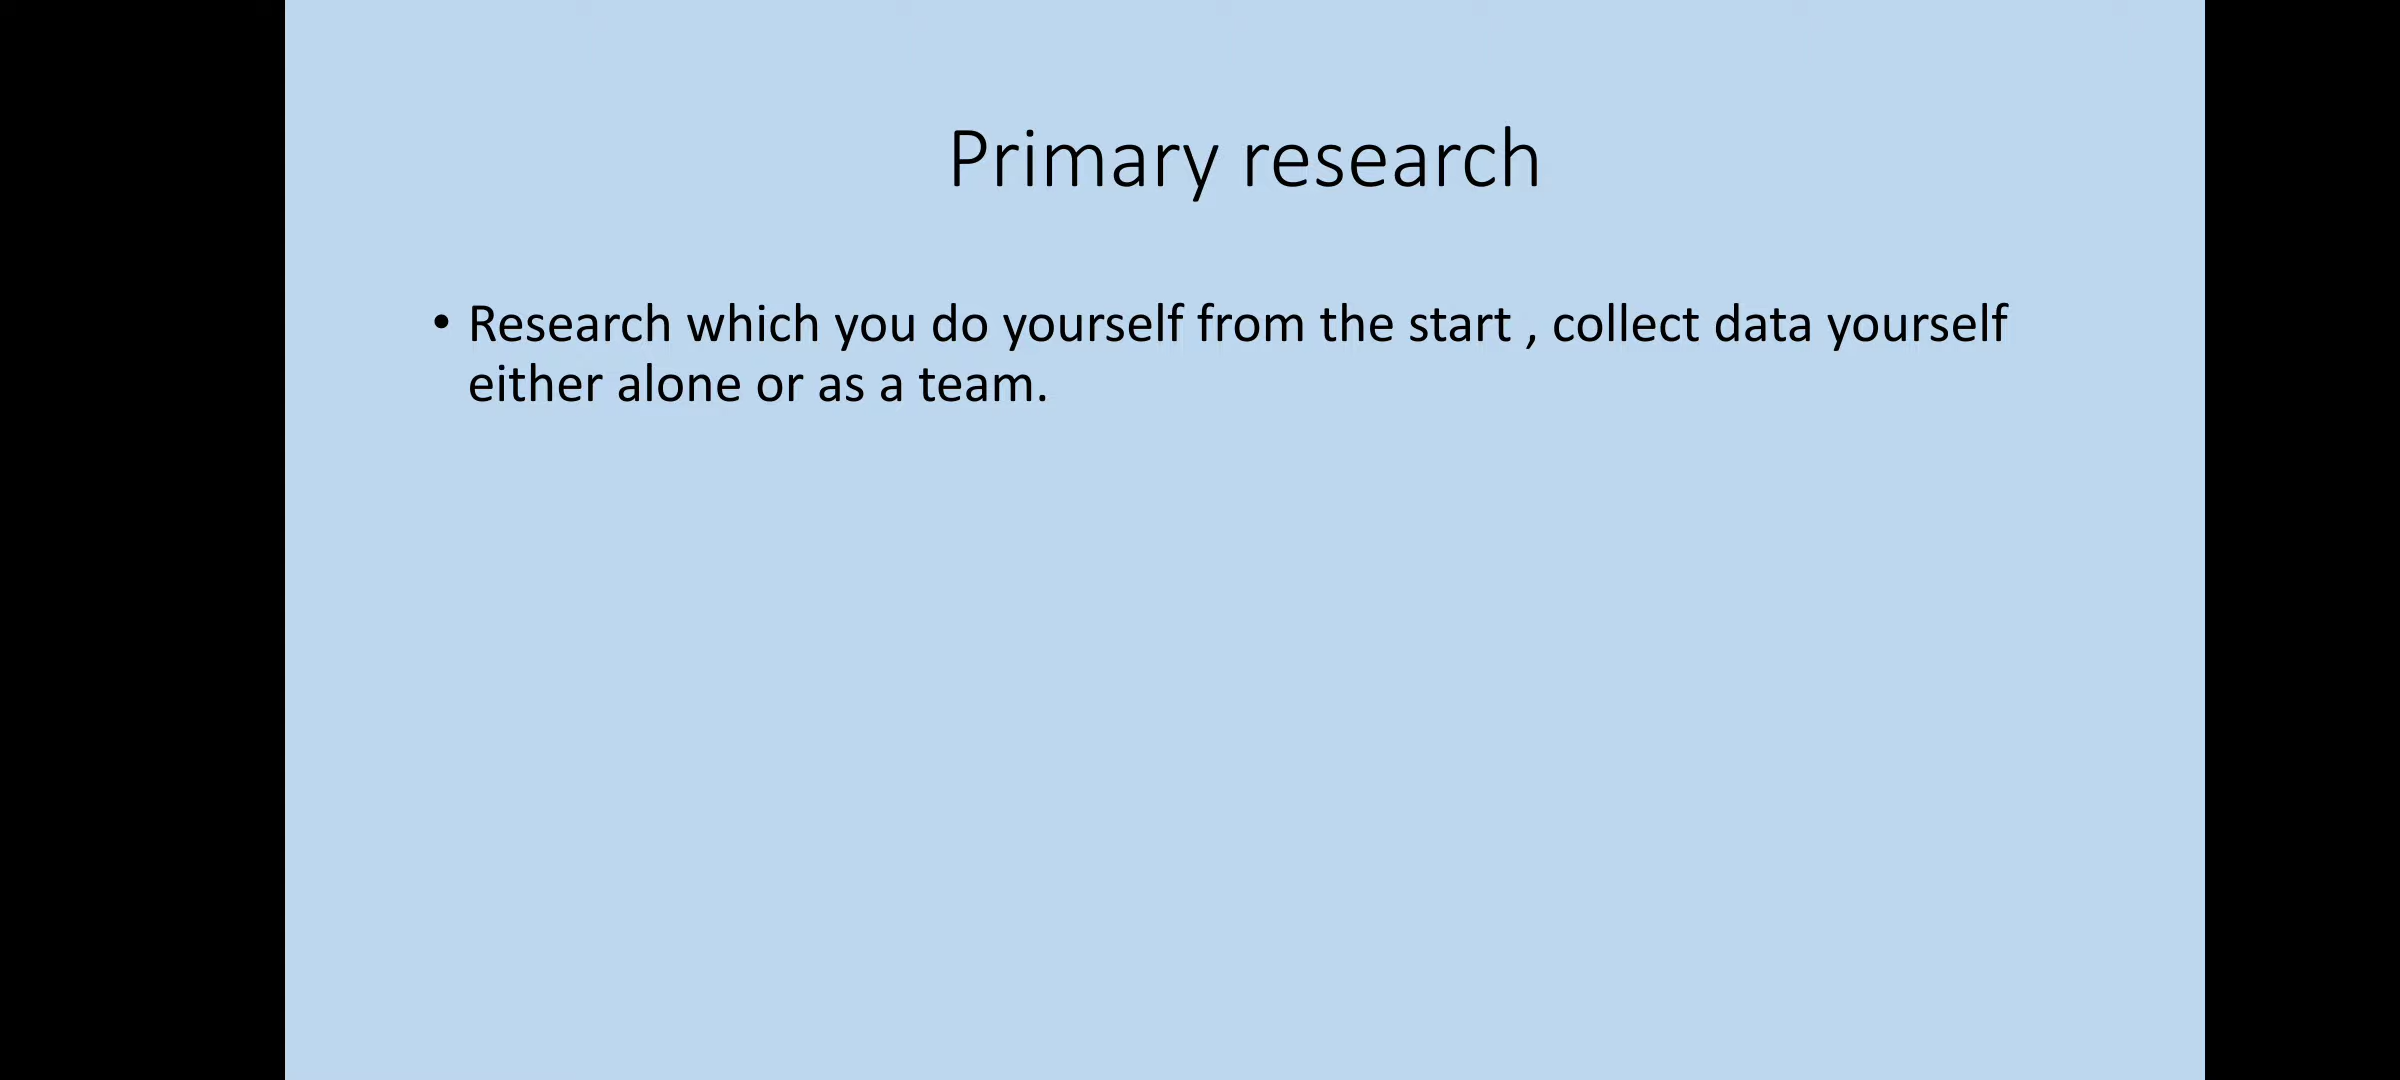 Primary research
• Research which you do yourself from the start , collect data yourself
either alone or as a team.